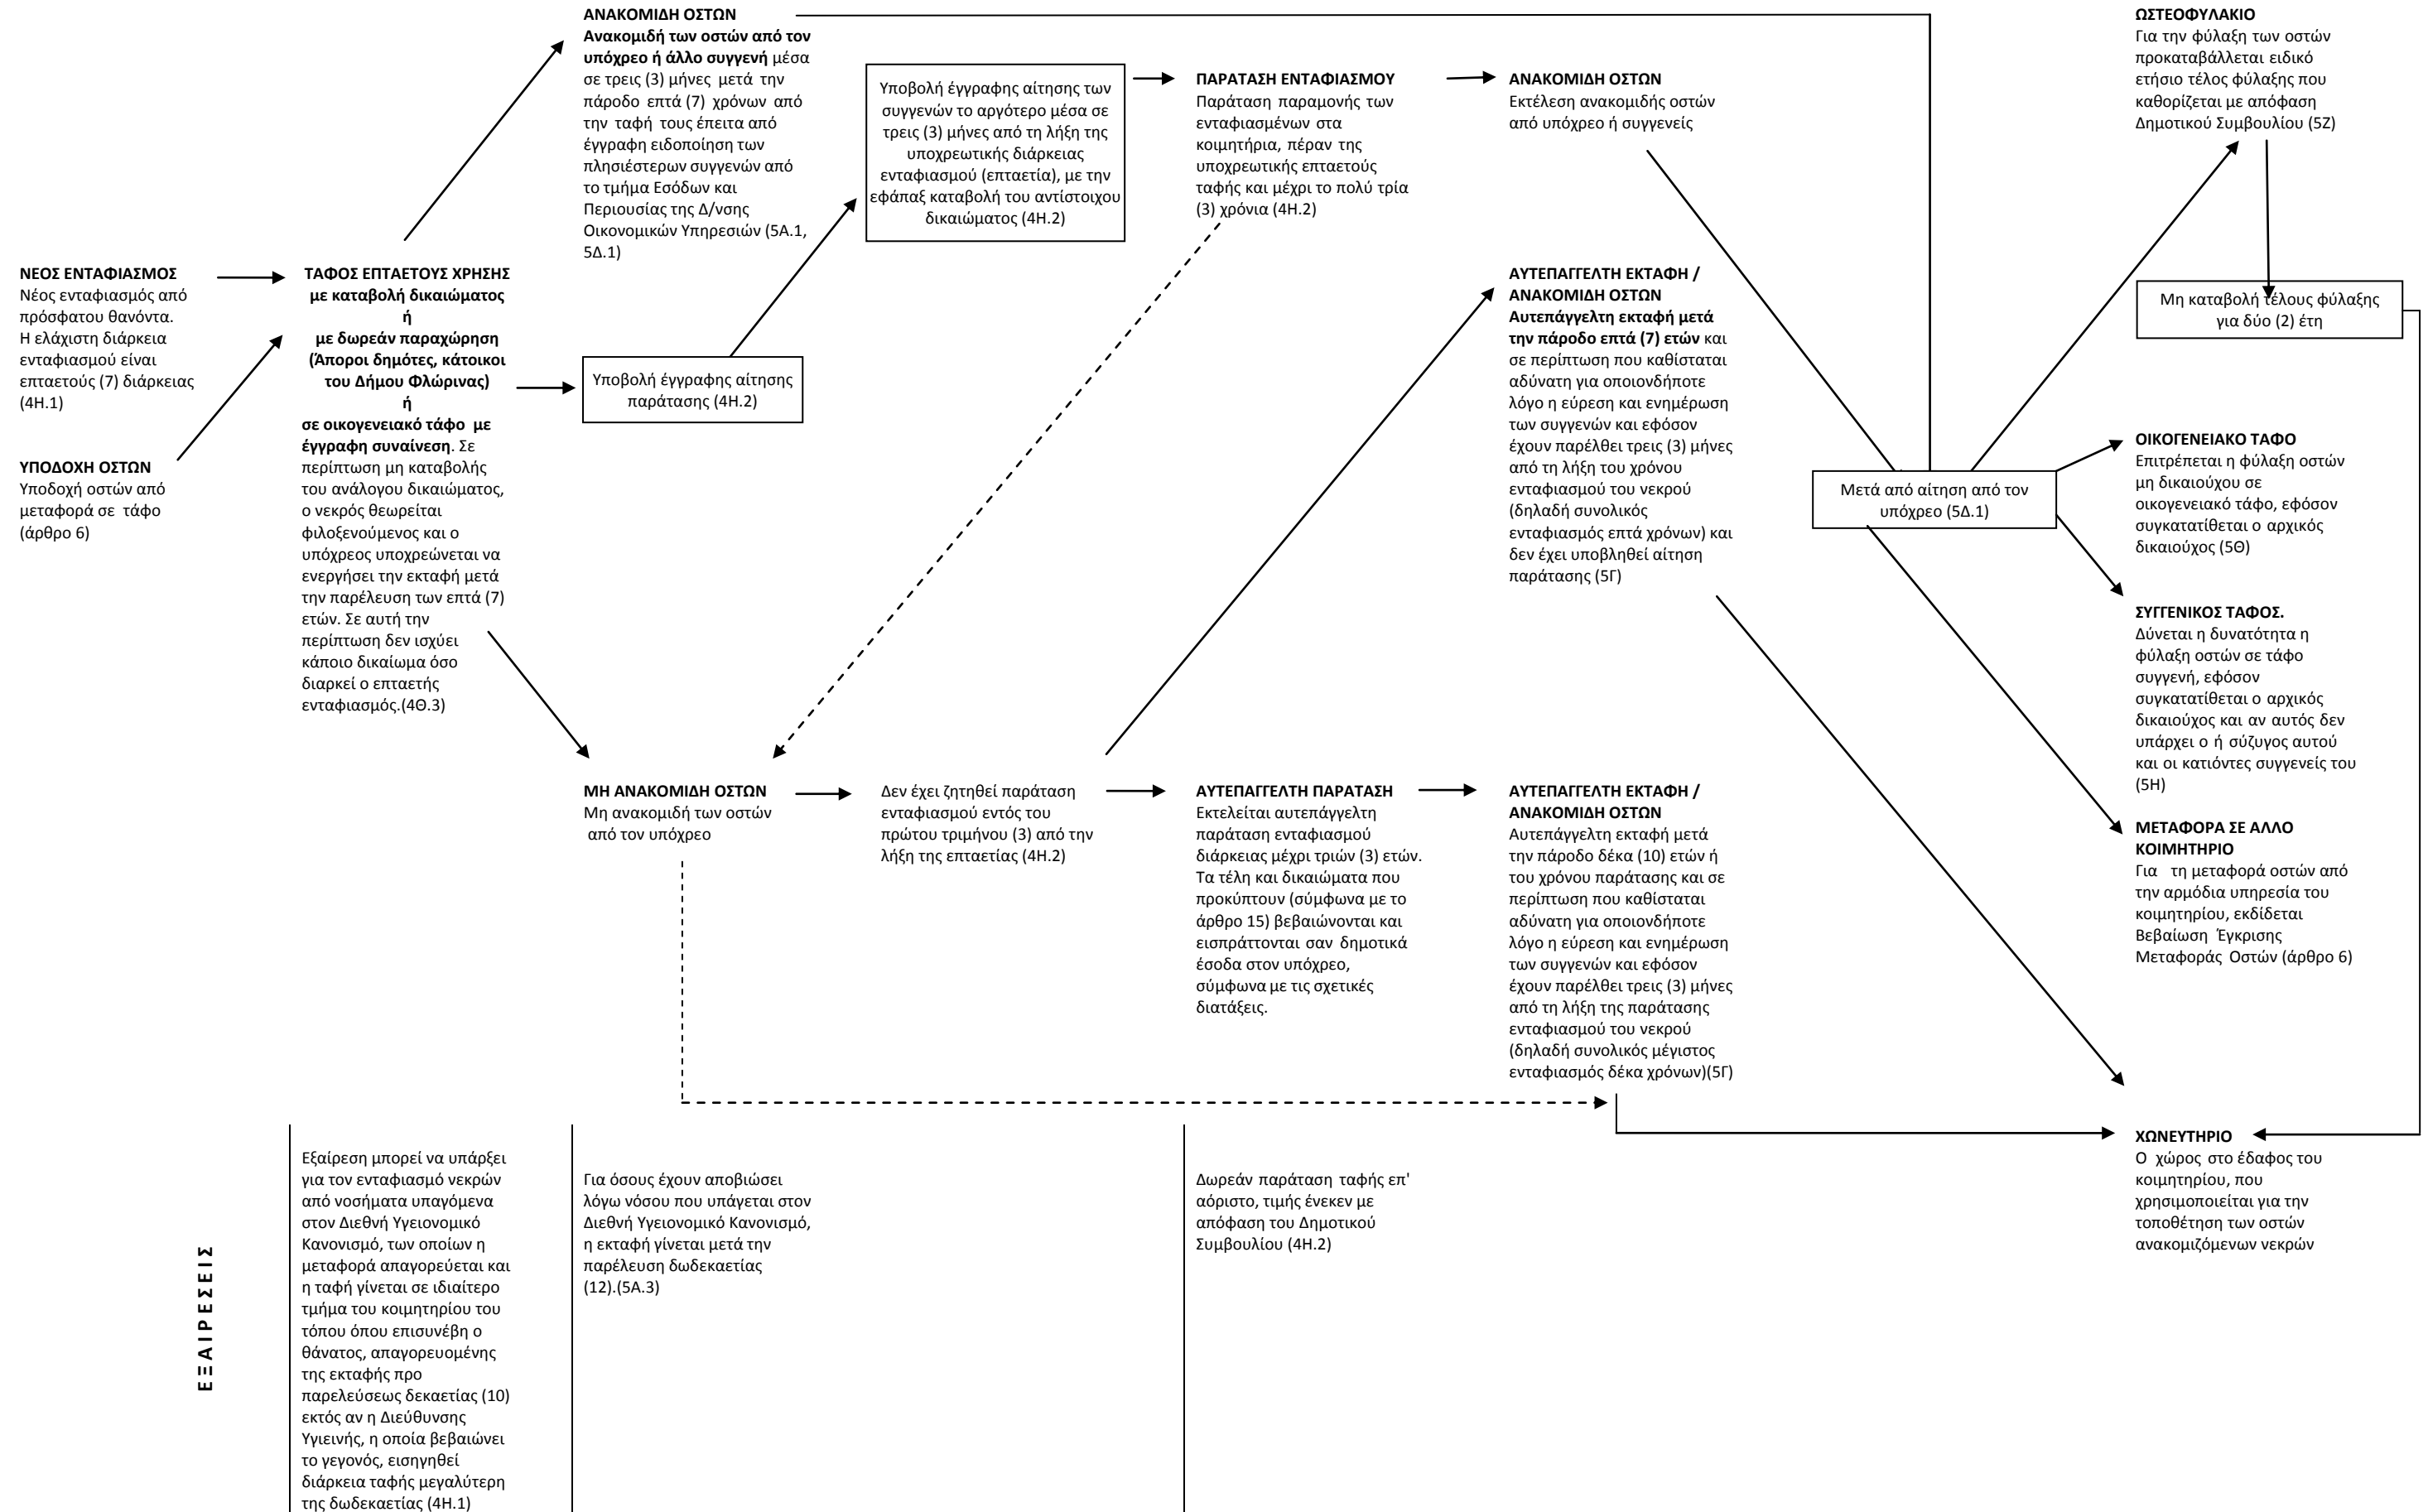 ΝΕΟΣ ΕΝΤΑΦΙΑΣΜΟΣ
Νέος ενταφιασμός από
πρόσφατου θανόντα.
Η ελάχιστη διάρκεια
ενταφιασμού είναι
επταετούς (7) διάρκειας
(4Η.1)
ΥΠΟΔΟΧΗ ΟΣΤΩΝ
Υποδοχή οστών από
μεταφορά σε τάφο
(άρθρο 6)
ΤΑΦΟΣ ΕΠΤΑΕΤΟΥΣ ΧΡΗΣΗΣ
με καταβολή δικαιώματος
ή
με δωρεάν παραχώρηση
(Άποροι δημότες, κάτοικοι
του Δήμου Φλώρινας)
ή
σε οικογενειακό τάφο με
έγγραφη συναίνεση. Σε
περίπτωση μη καταβολής
του ανάλογου δικαιώματος,
ο νεκρός θεωρείται
φιλοξενούμενος και ο
υπόχρεος υποχρεώνεται να
ενεργήσει την εκταφή μετά
την παρέλευση των επτά (7)
ετών. Σε αυτή την
περίπτωση δεν ισχύει
κάποιο δικαίωμα όσο
διαρκεί ο επταετής
ενταφιασμός.(4Θ.3)
ΑΝΑΚΟΜΙΔΗ ΟΣΤΩΝ
Ανακομιδή των οστών από τον
υπόχρεο ή άλλο συγγενή μέσα
σε τρεις (3) μήνες μετά την
πάροδο επτά (7) χρόνων από
την ταφή τους έπειτα από
έγγραφη ειδοποίηση των
πλησιέστερων συγγενών από
το τμήμα Εσόδων και
Περιουσίας της Δ/νσης
Οικονομικών Υπηρεσιών (5Α.1,
5Δ.1)
Υποβολή έγγραφης αίτησης
παράτασης (4Η.2)
Υποβολή έγγραφης αίτησης των
συγγενών το αργότερο μέσα σε
τρεις (3) μήνες από τη λήξη της
υποχρεωτικής διάρκειας
ενταφιασμού (επταετία), με την
εφάπαξ καταβολή του αντίστοιχου
δικαιώματος (4Η.2)
ΠΑΡΑΤΑΣΗ ΕΝΤΑΦΙΑΣΜΟΥ
Παράταση παραμονής των
ενταφιασμένων στα
κοιμητήρια, πέραν της
υποχρεωτικής επταετούς
ταφής και μέχρι το πολύ τρία
(3) χρόνια (4Η.2)
ΑΝΑΚΟΜΙΔΗ ΟΣΤΩΝ
Εκτέλεση ανακομιδής οστών
από υπόχρεο ή συγγενείς
ΑΥΤΕΠΑΓΓΕΛΤΗ ΕΚΤΑΦΗ /
ΑΝΑΚΟΜΙΔΗ ΟΣΤΩΝ
Αυτεπάγγελτη εκταφή μετά
την πάροδο επτά (7) ετών και
σε περίπτωση που καθίσταται
αδύνατη για οποιονδήποτε
λόγο η εύρεση και ενημέρωση
των συγγενών και εφόσον
έχουν παρέλθει τρεις (3) μήνες
από τη λήξη του χρόνου
ενταφιασμού του νεκρού
(δηλαδή συνολικός
ενταφιασμός επτά χρόνων) και
δεν έχει υποβληθεί αίτηση
παράτασης (5Γ)
Μετά από αίτηση από τον
υπόχρεο (5Δ.1)
ΩΣΤΕΟΦΥΛΑΚΙΟ
Για την φύλαξη των οστών
προκαταβάλλεται ειδικό
ετήσιο τέλος φύλαξης που
καθορίζεται με απόφαση
Δημοτικού Συμβουλίου (5Ζ)
Μη καταβολή τέλους φύλαξης
για δύο (2) έτη
ΟΙΚΟΓΕΝΕΙΑΚΟ ΤΑΦΟ
Επιτρέπεται η φύλαξη οστών
μη δικαιούχου σε
οικογενειακό τάφο, εφόσον
συγκατατίθεται ο αρχικός
δικαιούχος (5Θ)
ΣΥΓΓΕΝΙΚΟΣ ΤΑΦΟΣ.
Δύνεται η δυνατότητα η
φύλαξη οστών σε τάφο
συγγενή, εφόσον
συγκατατίθεται ο αρχικός
δικαιούχος και αν αυτός δεν
υπάρχει ο ή σύζυγος αυτού
και οι κατιόντες συγγενείς του
(5Η)
ΜΕΤΑΦΟΡΑ ΣΕ ΑΛΛΟ
ΚΟΙΜΗΤΗΡΙΟ
Για τη μεταφορά οστών από
την αρμόδια υπηρεσία του
κοιμητηρίου, εκδίδεται
Βεβαίωση Έγκρισης
Μεταφοράς Οστών (άρθρο 6)
ΜΗ ΑΝΑΚΟΜΙΔΗ ΟΣΤΩΝ
Μη ανακομιδή των οστών
από τον υπόχρεο
Δεν έχει ζητηθεί παράταση
ενταφιασμού εντός του
πρώτου τριμήνου (3) από την
λήξη της επταετίας (4Η.2)
ΑΥΤΕΠΑΓΓΕΛΤΗ ΠΑΡΑΤΑΣΗ
Εκτελείται αυτεπάγγελτη
παράταση ενταφιασμού
διάρκειας μέχρι τριών (3) ετών.
Τα τέλη και δικαιώματα που
προκύπτουν (σύμφωνα με το
άρθρο 15) βεβαιώνονται και
εισπράττονται σαν δημοτικά
έσοδα στον υπόχρεο,
σύμφωνα με τις σχετικές
διατάξεις.
ΑΥΤΕΠΑΓΓΕΛΤΗ ΕΚΤΑΦΗ /
ΑΝΑΚΟΜΙΔΗ ΟΣΤΩΝ
Αυτεπάγγελτη εκταφή μετά
την πάροδο δέκα (10) ετών ή
του χρόνου παράτασης και σε
περίπτωση που καθίσταται
αδύνατη για οποιονδήποτε
λόγο η εύρεση και ενημέρωση
των συγγενών και εφόσον
έχουν παρέλθει τρεις (3) μήνες
από τη λήξη της παράτασης
ενταφιασμού του νεκρού
(δηλαδή συνολικός μέγιστος
ενταφιασμός δέκα χρόνων)(5Γ)
ΧΩΝΕΥΤΗΡΙΟ
Ο χώρος στο έδαφος του
κοιμητηρίου, που
χρησιμοποιείται για την
τοποθέτηση των οστών
ανακομιζόμενων νεκρών
ΕΞΑΙΡΕΣΕΙΣ
Εξαίρεση μπορεί να υπάρξει
για τον ενταφιασμό νεκρών
από νοσήματα υπαγόμενα
στον Διεθνή Υγειονομικό
Κανονισμό, των οποίων η
μεταφορά απαγορεύεται και
η ταφή γίνεται σε ιδιαίτερο
τμήμα του κοιμητηρίου του
τόπου όπου επισυνέβη ο
θάνατος, απαγορευομένης
της εκταφής προ
παρελεύσεως δεκαετίας (10)
εκτός αν η Διεύθυνσης
Υγιεινής, η οποία βεβαιώνει
το γεγονός, εισηγηθεί
διάρκεια ταφής μεγαλύτερη
της δωδεκαετίας (4Η.1)
Για όσους έχουν αποβιώσει
λόγω νόσου που υπάγεται στον
Διεθνή Υγειονομικό Κανονισμό,
η εκταφή γίνεται μετά την
παρέλευση δωδεκαετίας
(12).(5Α.3)
Δωρεάν παράταση ταφής επ'
αόριστο, τιμής ένεκεν με
απόφαση του Δημοτικού
Συμβουλίου (4Η.2)